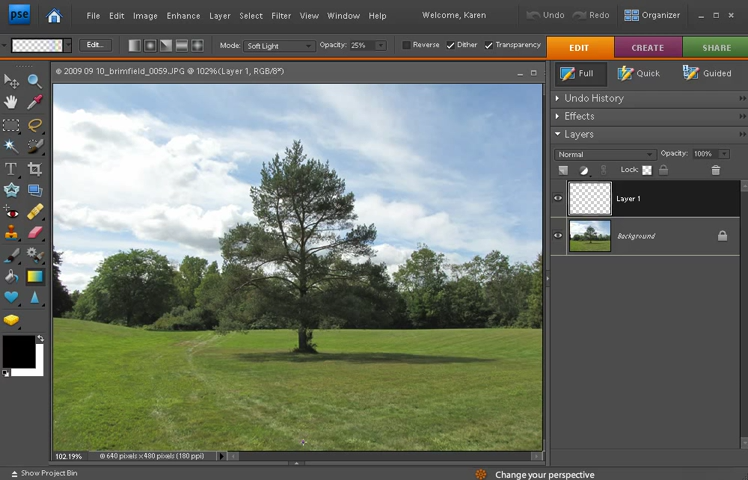 pse File Edit Image Enhance Layer Select Filter View Window Help Welcome, Karen Undo Redo Organizer
Edit... Mode: Soft Light Opacity: 25% Reverse Dither Transparency EDIT CREATE SHARE
© 2009 09 10_brimfield_0059.JPG @ 102%(Layer 1, RGB/8*)
Full Quick Guided
Undo History
Effects
Layers
Normal Opacity: 100%
Lock:
Layer 1
Background
T
102.19% © 640 pixels x 480 pixels (180 ppi)
Show Project Bin Change your perspective